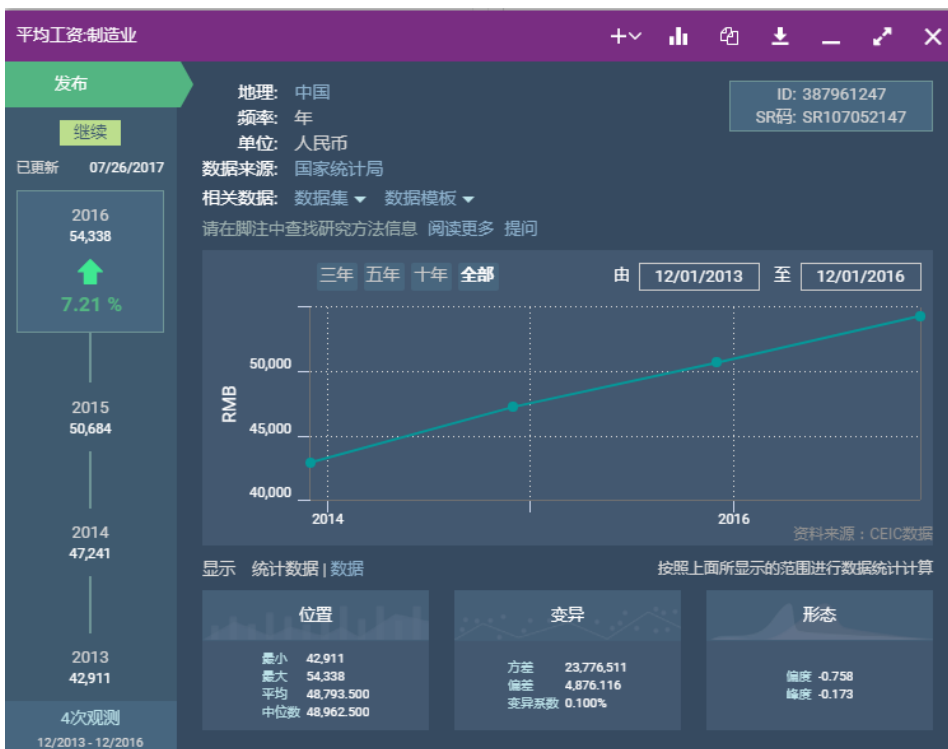 平均工资:制造业
发布
继续
已更新 07/26/2017
2016
54,338
7.21 %
2015
50,684
2014
47,241
2013
42,911
4次观测
12/2013 - 12/2016
地理: 中国
频率: 年
单位: 人民币
数据来源: 国家统计局
相关数据: 数据集 数据模板
请在脚注中查找研究方法信息 阅读更多 提问
ID: 387961247
SR码: SR107052147
三年 五年 十年 全部 由 12/01/2013 至 12/01/2016
RMB
50,000
45,000
40,000
2014 2016
资料来源：CEIC数据
显示 统计数据 | 数据 按照上面所显示的范围进行数据统计计算
位置
最小 42,911
最大 54,338
平均 48,793.500
中位数 48,962.500
变异
方差 23,776,511
偏差 4,876.116
变异系数 0.100%
形态
偏度 -0.758
峰度 -0.173